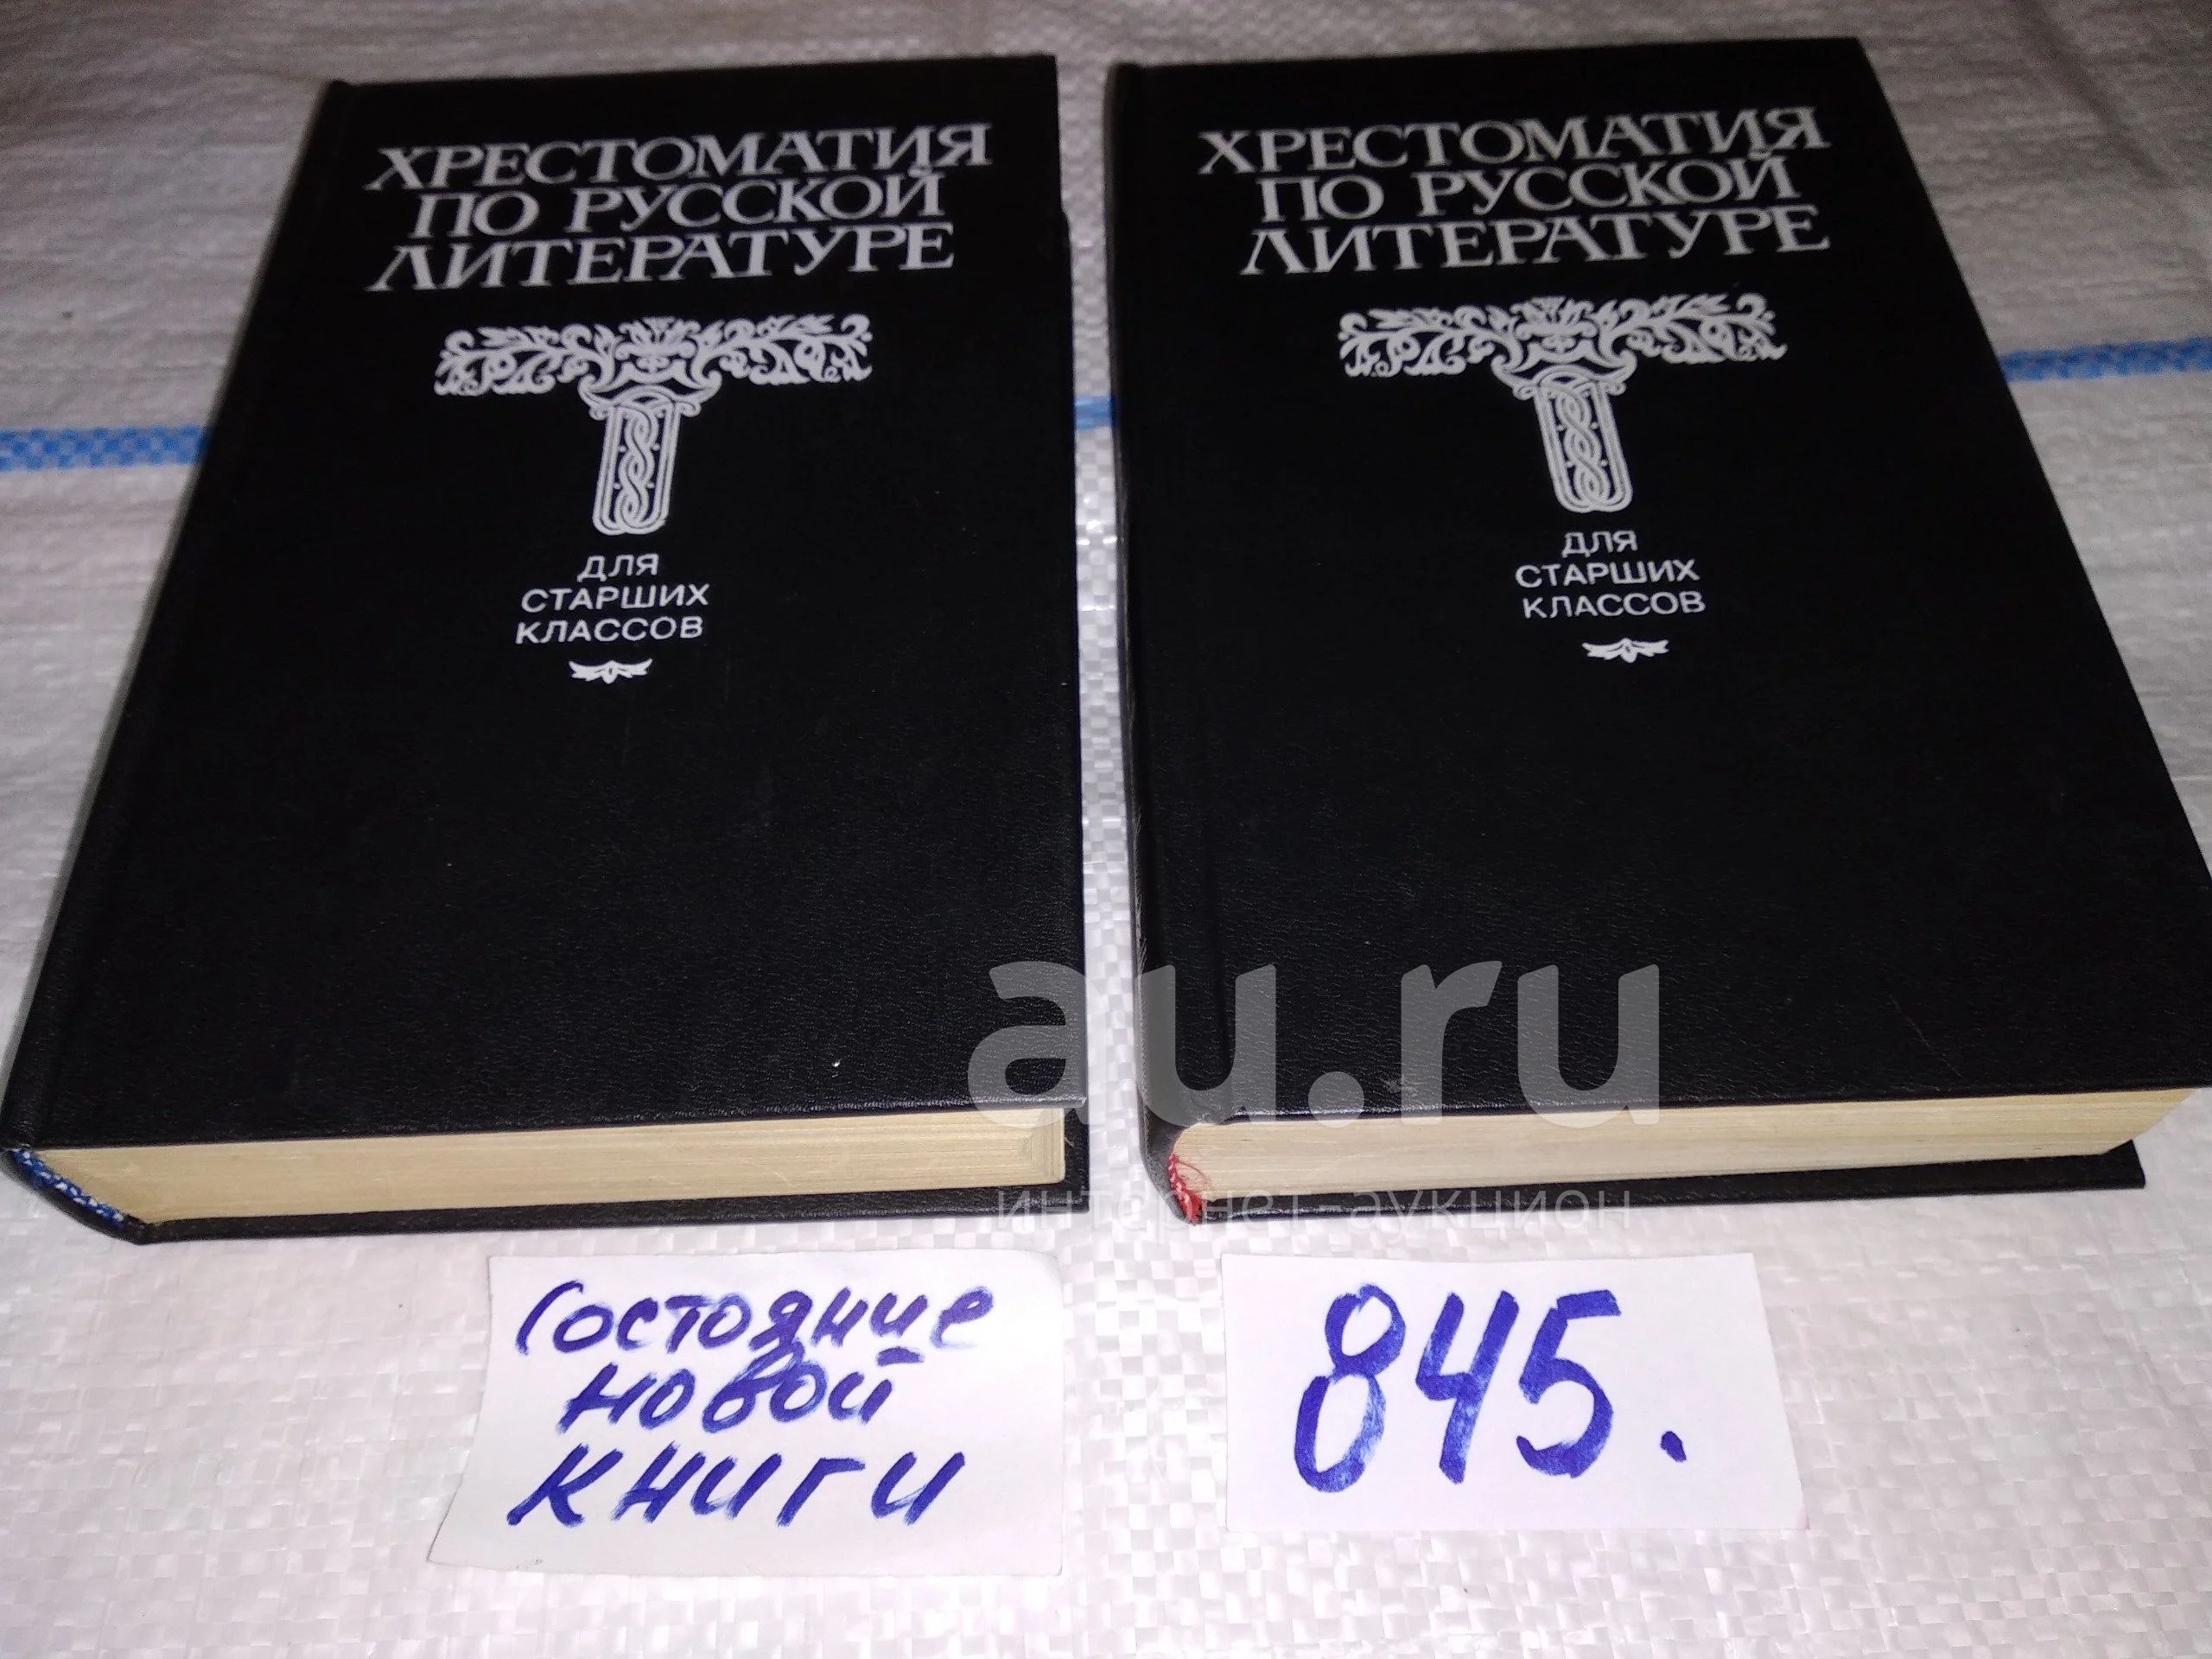 ХРЕСТОМАТИЯ
ПО РУССКОЙ
ЛИТЕРАТУРЕ
ДЛЯ
СТАРШИХ
КЛАССОВ
ХРЕСТОМАТИЯ
ПО РУССКОЙ
ЛИТЕРАТУРЕ
ДЛЯ
СТАРШИХ
КЛАССОВ
au.ru
интернет-аукцион
Состояние
новой
книги
845.